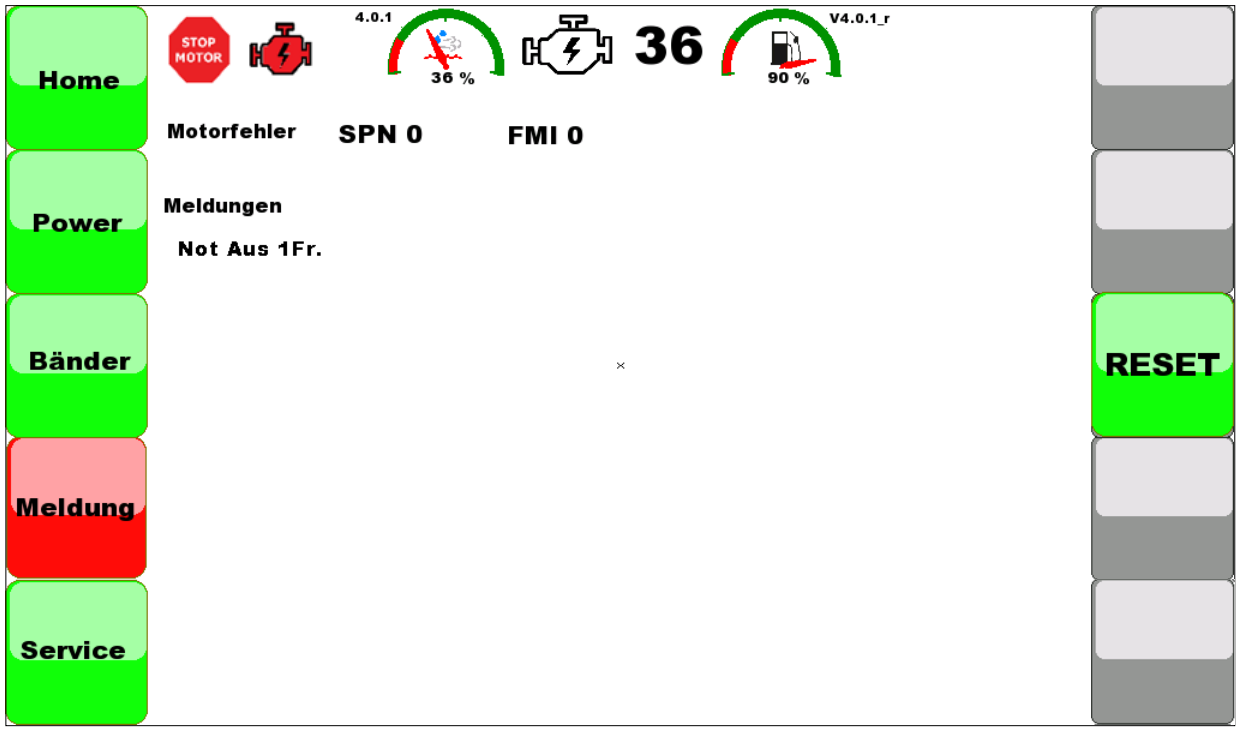 Home
STOP
MOTOR
4.0.1
36 %
36
90 %
V4.0.1_r
Motorfehler SPN 0 FMI 0
Power
Meldungen
Not Aus 1Fr.
Bänder
RESET
Meldung
Service